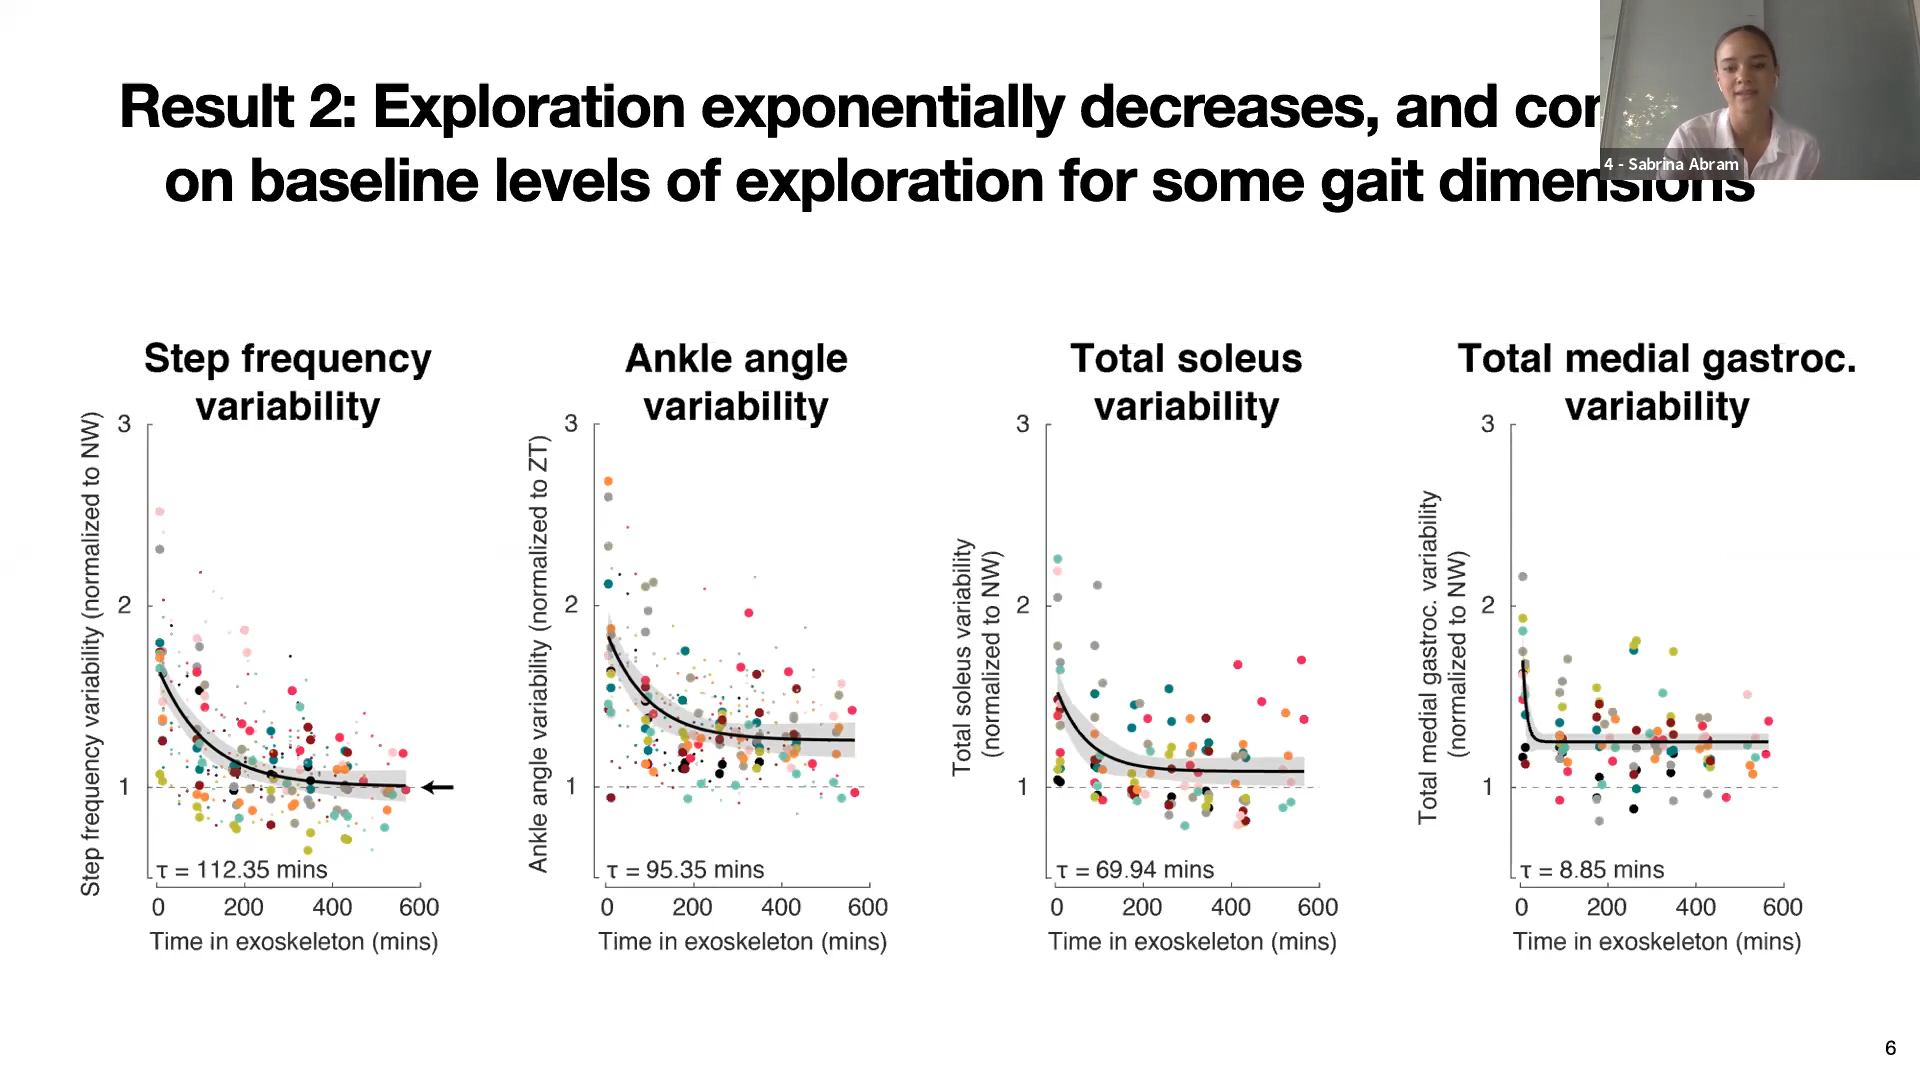 Result 2: Exploration exponentially decreases, and
on baseline levels of exploration for some gait dimensions
4 - Sabrina Abram
Step frequency
variability
Step frequency variability (normalized to NW)
3
2
1
τ = 112.35 mins
0 200 400 600
Time in exoskeleton (mins)
Ankle angle
variability
Ankle angle variability (normalized to ZT)
3
2
1
τ = 95.35 mins
0 200 400 600
Time in exoskeleton (mins)
Total soleus
variability
Total soleus variability
(normalized to NW)
3
2
1
τ = 69.94 mins
0 200 400 600
Time in exoskeleton (mins)
Total medial gastroc.
variability
Total medial gastroc. variability
(normalized to NW)
3
2
1
τ = 8.85 mins
0 200 400 600
Time in exoskeleton (mins)
6